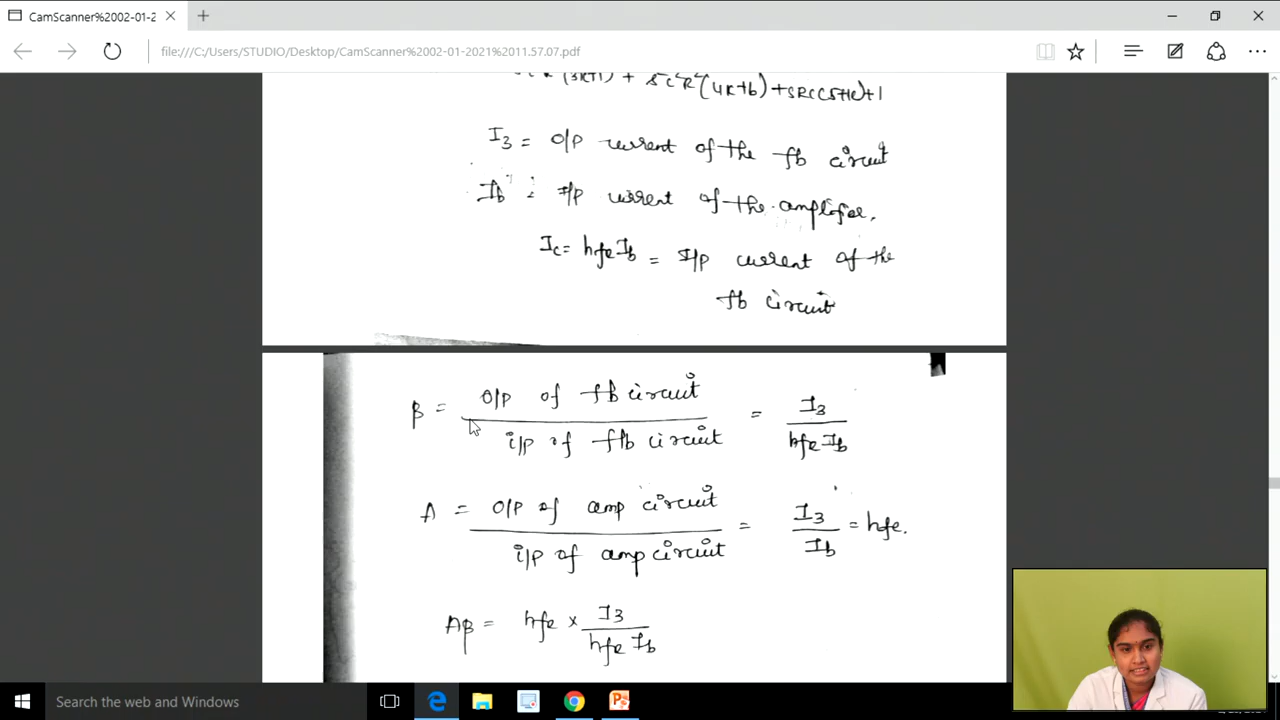 CamScanner%2002-01-2
file:///C:/Users/STUDIO/Desktop/CamScanner%2002-01-2021%2011.57.07.pdf
I3 = O/P current of the fb circuit
Ib = I/P current of the amplifier.
Ic = hfe Ib = I/P current of the
fb circuit
β = O/P of fb circuit / i/p of f/b circuit = I3 / hfe Ib
A = O/P of amp circuit / i/p of amp circuit = I3 / Ib = hfe.
Aβ = hfe × I3 / hfe Ib
Search the web and Windows